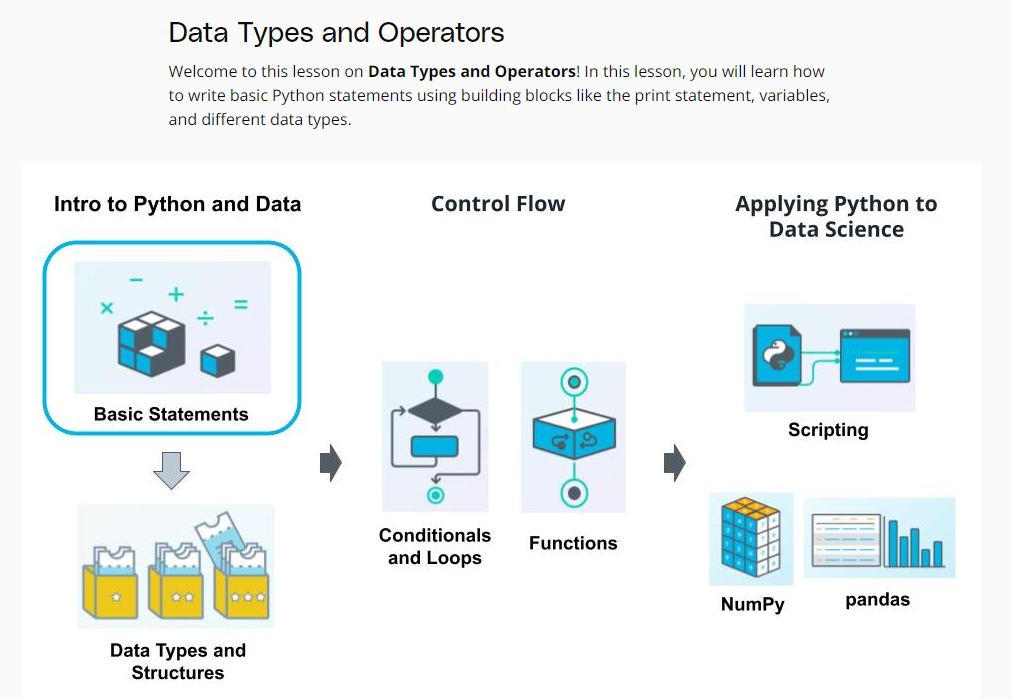 Data Types and Operators
Welcome to this lesson on Data Types and Operators! In this lesson, you will learn how
to write basic Python statements using building blocks like the print statement, variables,
and different data types.
Intro to Python and Data
Basic Statements
Data Types and
Structures
Control Flow
Conditionals
and Loops
Functions
Applying Python to
Data Science
Scripting
NumPy
pandas